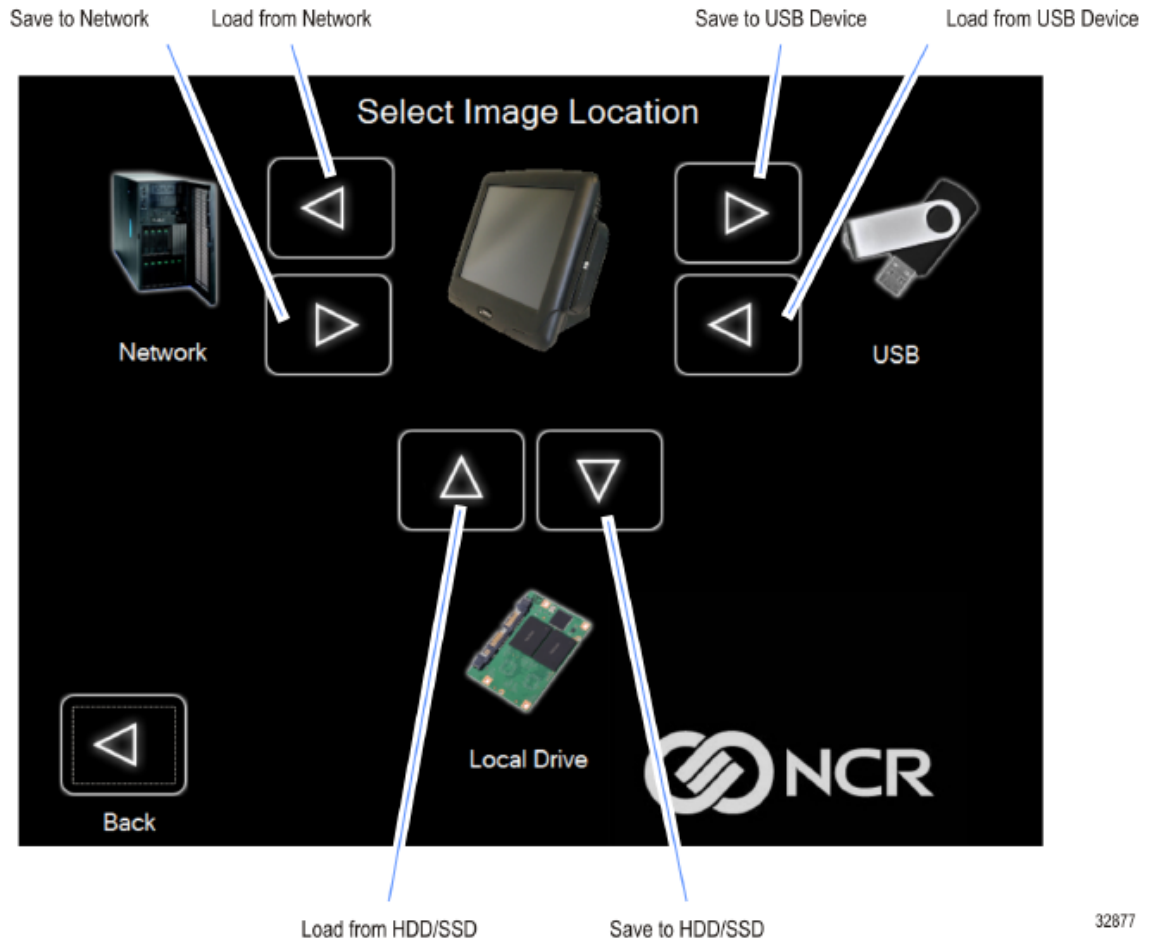 Save to Network
Load from Network
Save to USB Device
Load from USB Device
Select Image Location
Network
USB
Local Drive
NCR
Back
Load from HDD/SSD
Save to HDD/SSD
32877